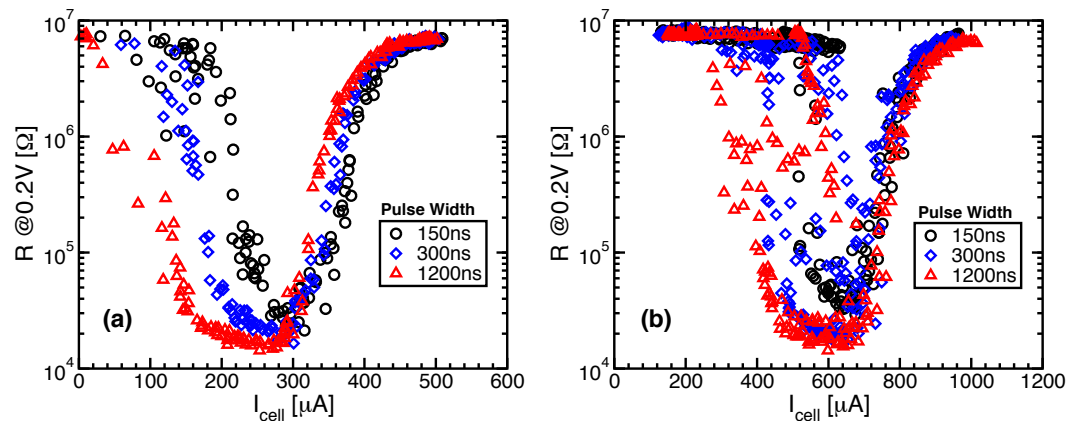 10^7
10^6
10^5
10^4
R @0.2V [Ω]
(a)
Pulse Width
150ns
300ns
1200ns
0 100 200 300 400 500 600
I_cell [μA]
10^7
10^6
10^5
10^4
R @0.2V [Ω]
(b)
Pulse Width
150ns
300ns
1200ns
0 200 400 600 800 1000 1200
I_cell [μA]